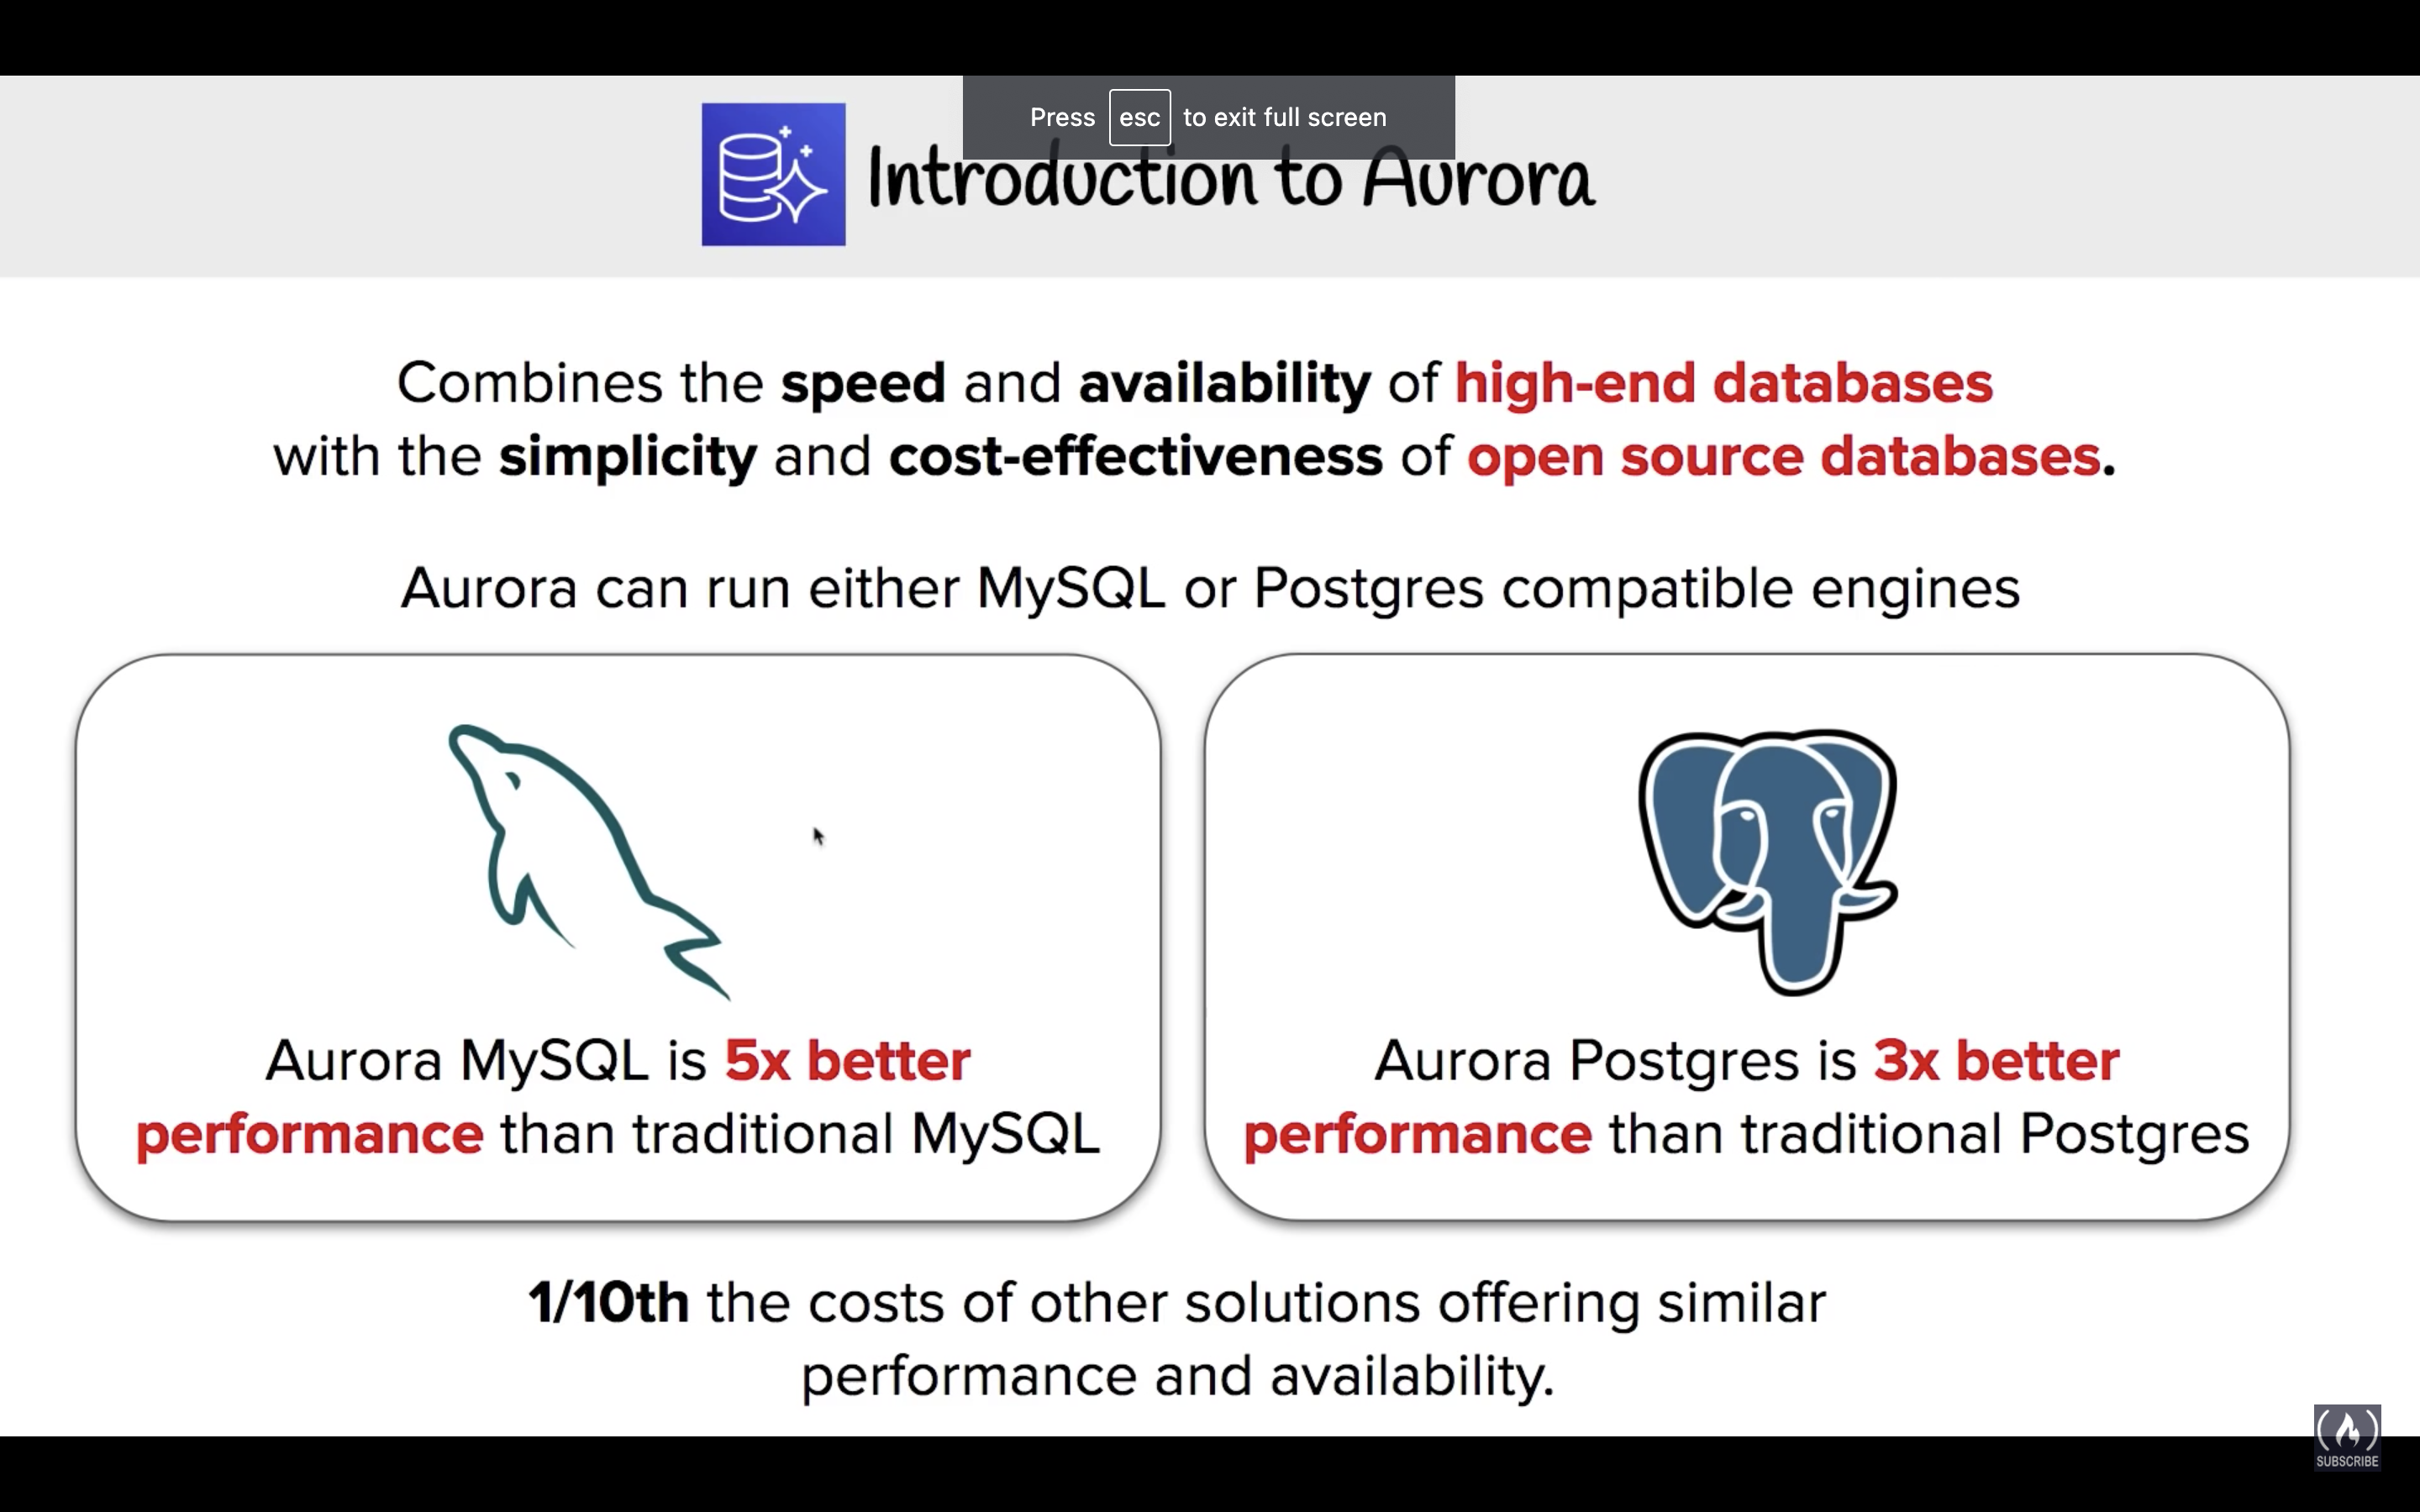 Press esc to exit full screen
Introduction to Aurora
Combines the speed and availability of high-end databases
with the simplicity and cost-effectiveness of open source databases.
Aurora can run either MySQL or Postgres compatible engines
Aurora MySQL is 5x better
performance than traditional MySQL
Aurora Postgres is 3x better
performance than traditional Postgres
1/10th the costs of other solutions offering similar
performance and availability.
SUBSCRIBE